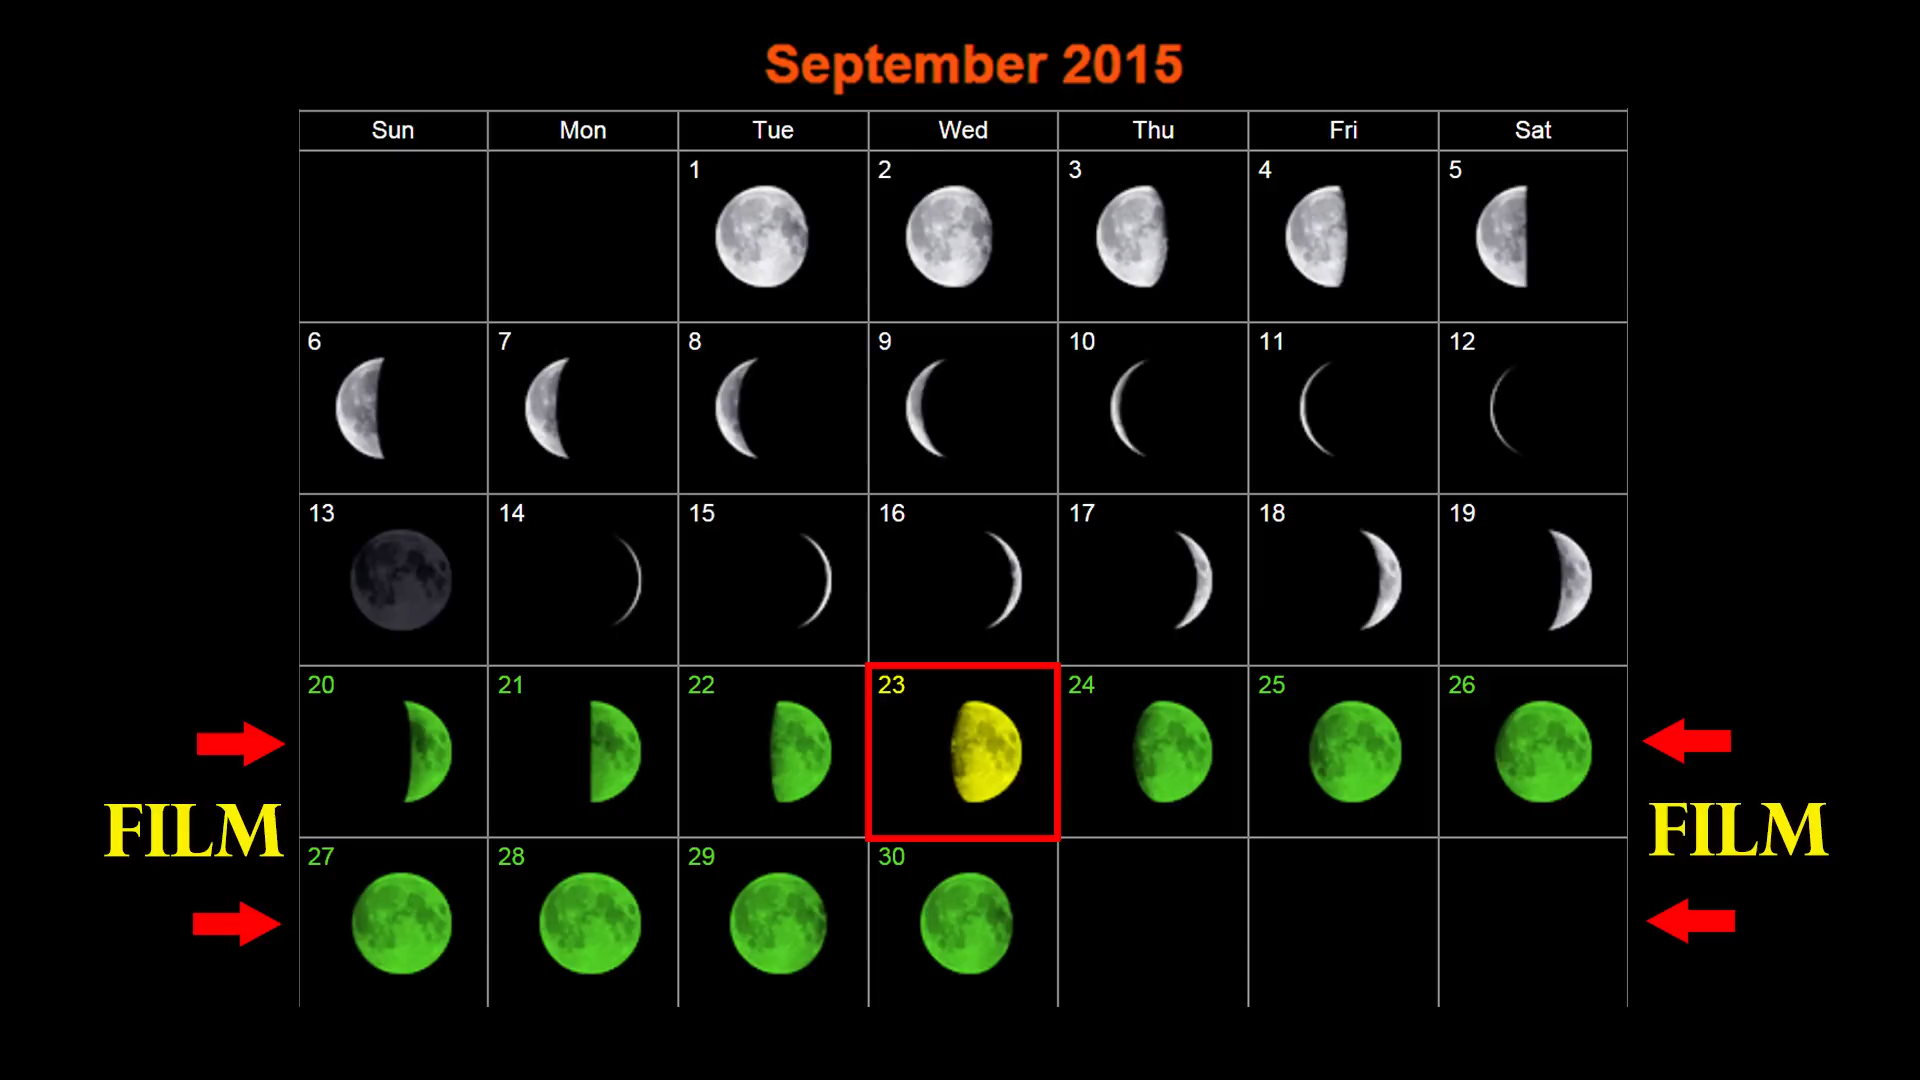 September 2015
Sun Mon Tue Wed Thu Fri Sat
1 2 3 4 5
6 7 8 9 10 11 12
13 14 15 16 17 18 19
20 21 22 23 24 25 26
FILM FILM
27 28 29 30